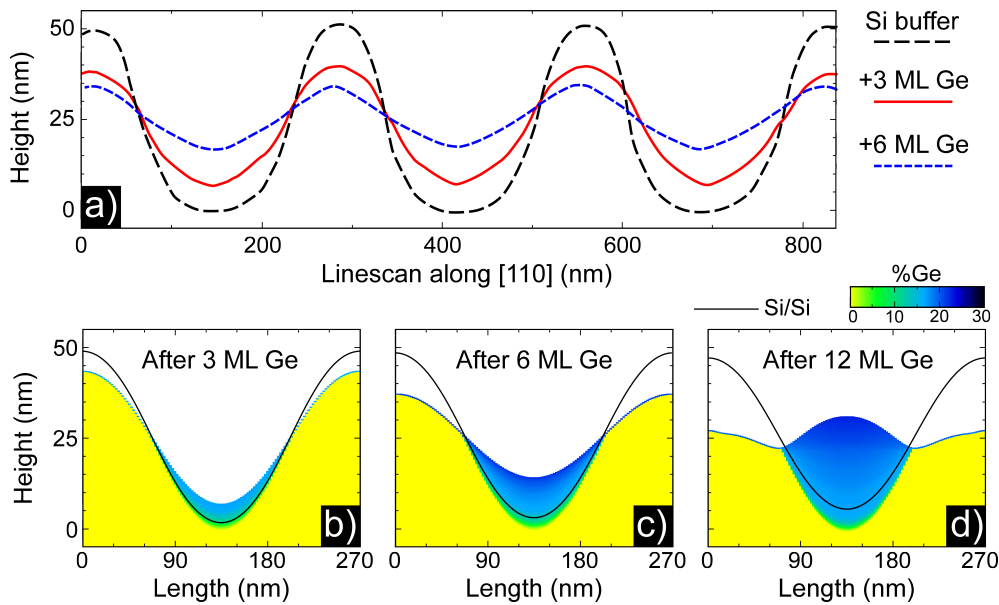 50
25
0
Height (nm)
a)
0
200
400
600
800
Linescan along [110] (nm)
Si buffer
+3 ML Ge
+6 ML Ge
%Ge
0 10 20 30
Si/Si
50
25
0
Height (nm)
After 3 ML Ge
b)
0 90 180 270
Length (nm)
After 6 ML Ge
c)
90 180 270
Length (nm)
After 12 ML Ge
d)
90 180 270
Length (nm)